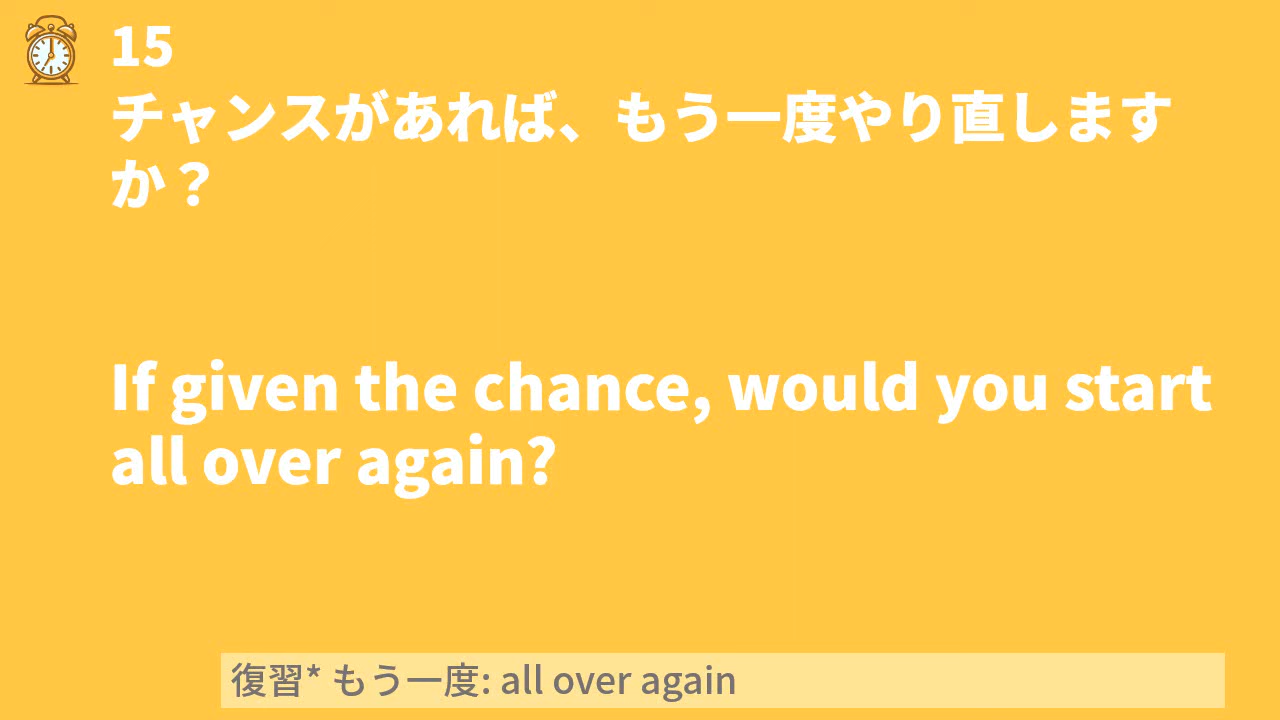 15
チャンスがあれば、もう一度やり直します
か？
If given the chance, would you start
all over again?
復習* もう一度: all over again